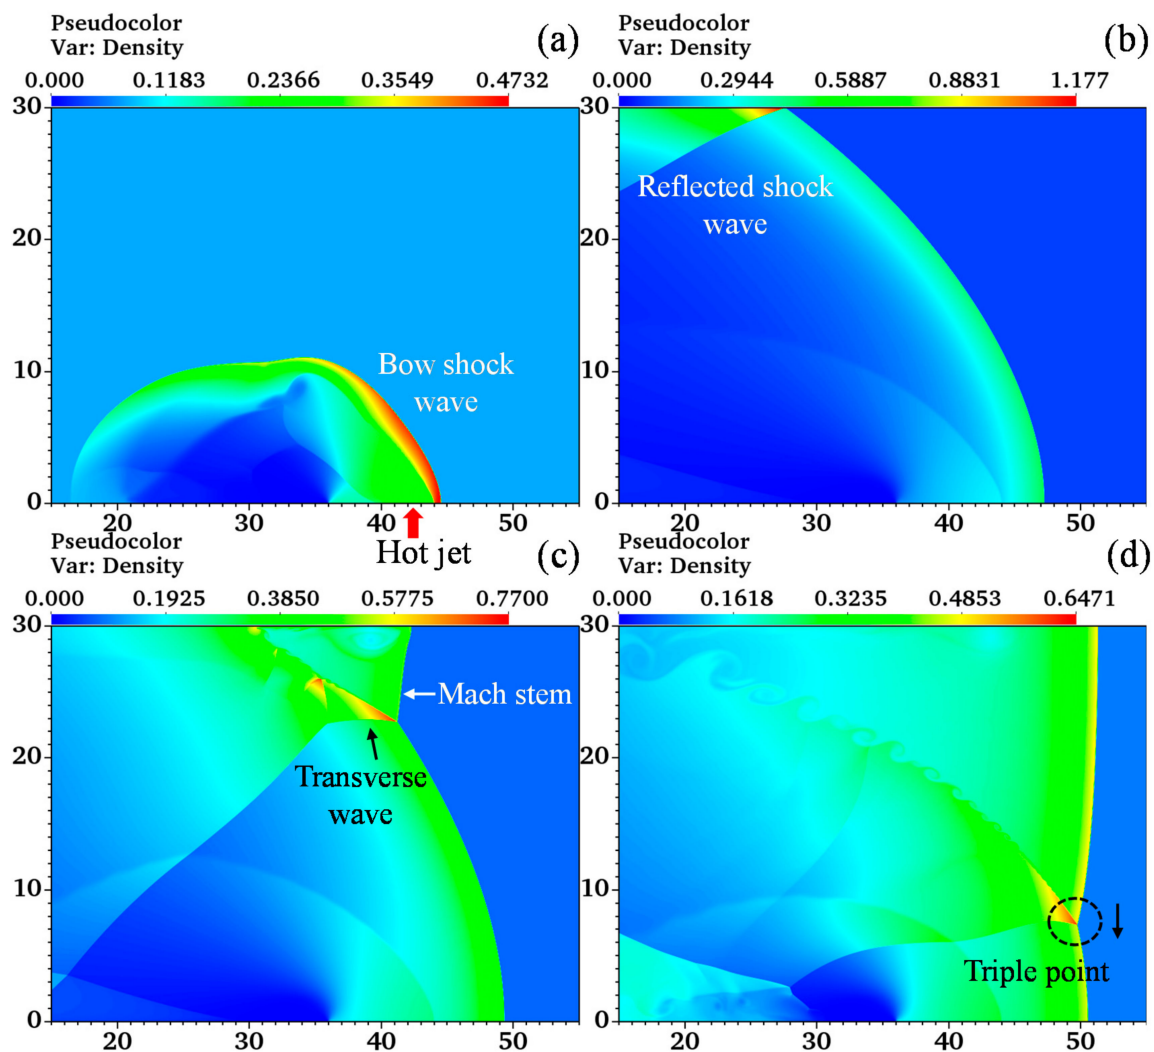 Pseudocolor
Var: Density
(a)
0.000 0.1183 0.2366 0.3549 0.4732
30
20
10
0
Bow shock
wave
20 30 40 50
Hot jet
Pseudocolor
Var: Density
(b)
0.000 0.2944 0.5887 0.8831 1.177
30
20
10
0
Reflected shock
wave
20 30 40 50
Pseudocolor
Var: Density
(c)
0.000 0.1925 0.3850 0.5775 0.7700
30
20
10
0
Mach stem
Transverse
wave
20 30 40 50
Pseudocolor
Var: Density
(d)
0.000 0.1618 0.3235 0.4853 0.6471
30
20
10
0
Triple point
20 30 40 50